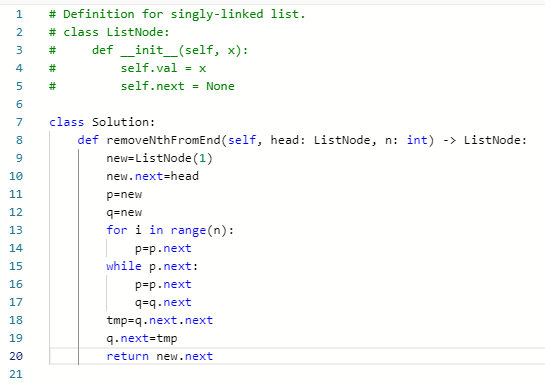 1 # Definition for singly-linked list.
2 # class ListNode:
3 #     def __init__(self, x):
4 #         self.val = x
5 #         self.next = None
6
7 class Solution:
8     def removeNthFromEnd(self, head: ListNode, n: int) -> ListNode:
9         new=ListNode(1)
10         new.next=head
11         p=new
12         q=new
13         for i in range(n):
14             p=p.next
15         while p.next:
16             p=p.next
17             q=q.next
18         tmp=q.next.next
19         q.next=tmp
20         return new.next
21